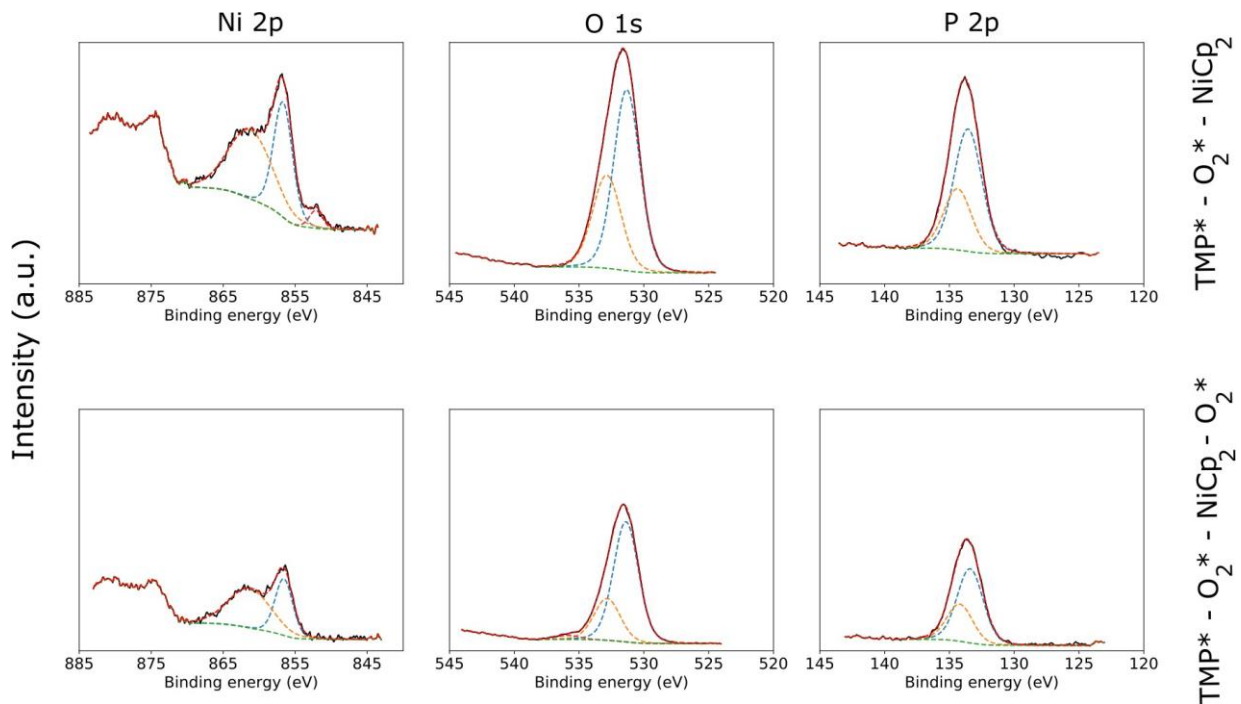 Ni 2p
O 1s
P 2p
Intensity (a.u.)
885 875 865 855 845
Binding energy (eV)
545 540 535 530 525 520
Binding energy (eV)
145 140 135 130 125 120
Binding energy (eV)
TMP* - O2* - NiCp2
885 875 865 855 845
Binding energy (eV)
545 540 535 530 525 520
Binding energy (eV)
145 140 135 130 125 120
Binding energy (eV)
TMP* - O2* - NiCp2 - O2*